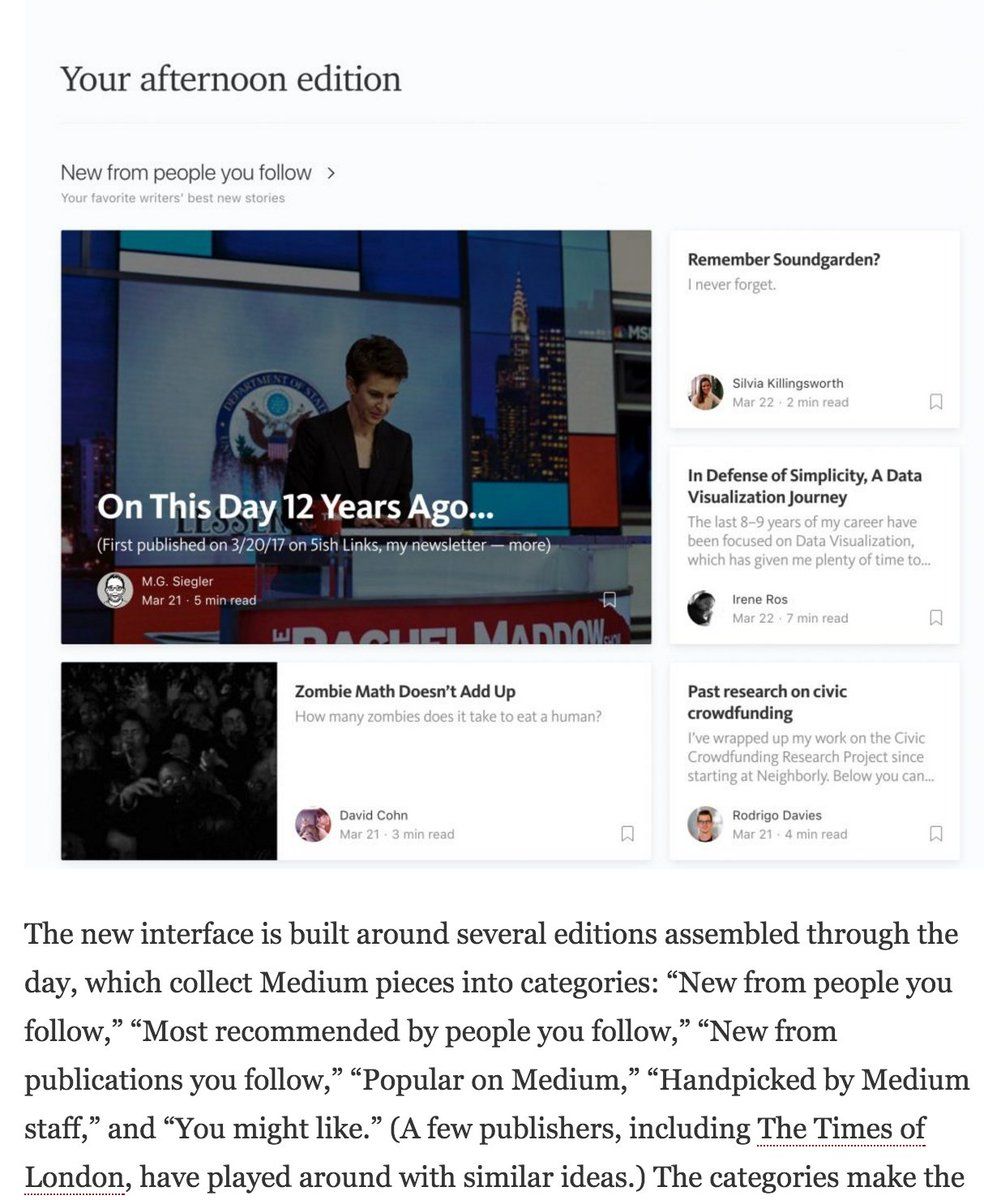 Your afternoon edition
New from people you follow >
Your favorite writers' best new stories
DEPARTMENT OF STATE
MS
On This Day 12 Years Ago...
(First published on 3/20/17 on 5ish Links, my newsletter — more)
M.G. Siegler
Mar 21 · 5 min read
THE RACHEL MADDOW SHOW
Remember Soundgarden?
I never forget.
Silvia Killingsworth
Mar 22 · 2 min read
In Defense of Simplicity, A Data
Visualization Journey
The last 8–9 years of my career have
been focused on Data Visualization,
which has given me plenty of time to...
Irene Ros
Mar 22 · 7 min read
Zombie Math Doesn’t Add Up
How many zombies does it take to eat a human?
David Cohn
Mar 21 · 3 min read
Past research on civic
crowdfunding
I’ve wrapped up my work on the Civic
Crowdfunding Research Project since
starting at Neighborly. Below you can...
Rodrigo Davies
Mar 21 · 4 min read
The new interface is built around several editions assembled through the
day, which collect Medium pieces into categories: “New from people you
follow,” “Most recommended by people you follow,” “New from
publications you follow,” “Popular on Medium,” “Handpicked by Medium
staff,” and “You might like.” (A few publishers, including The Times of
London, have played around with similar ideas.) The categories make the